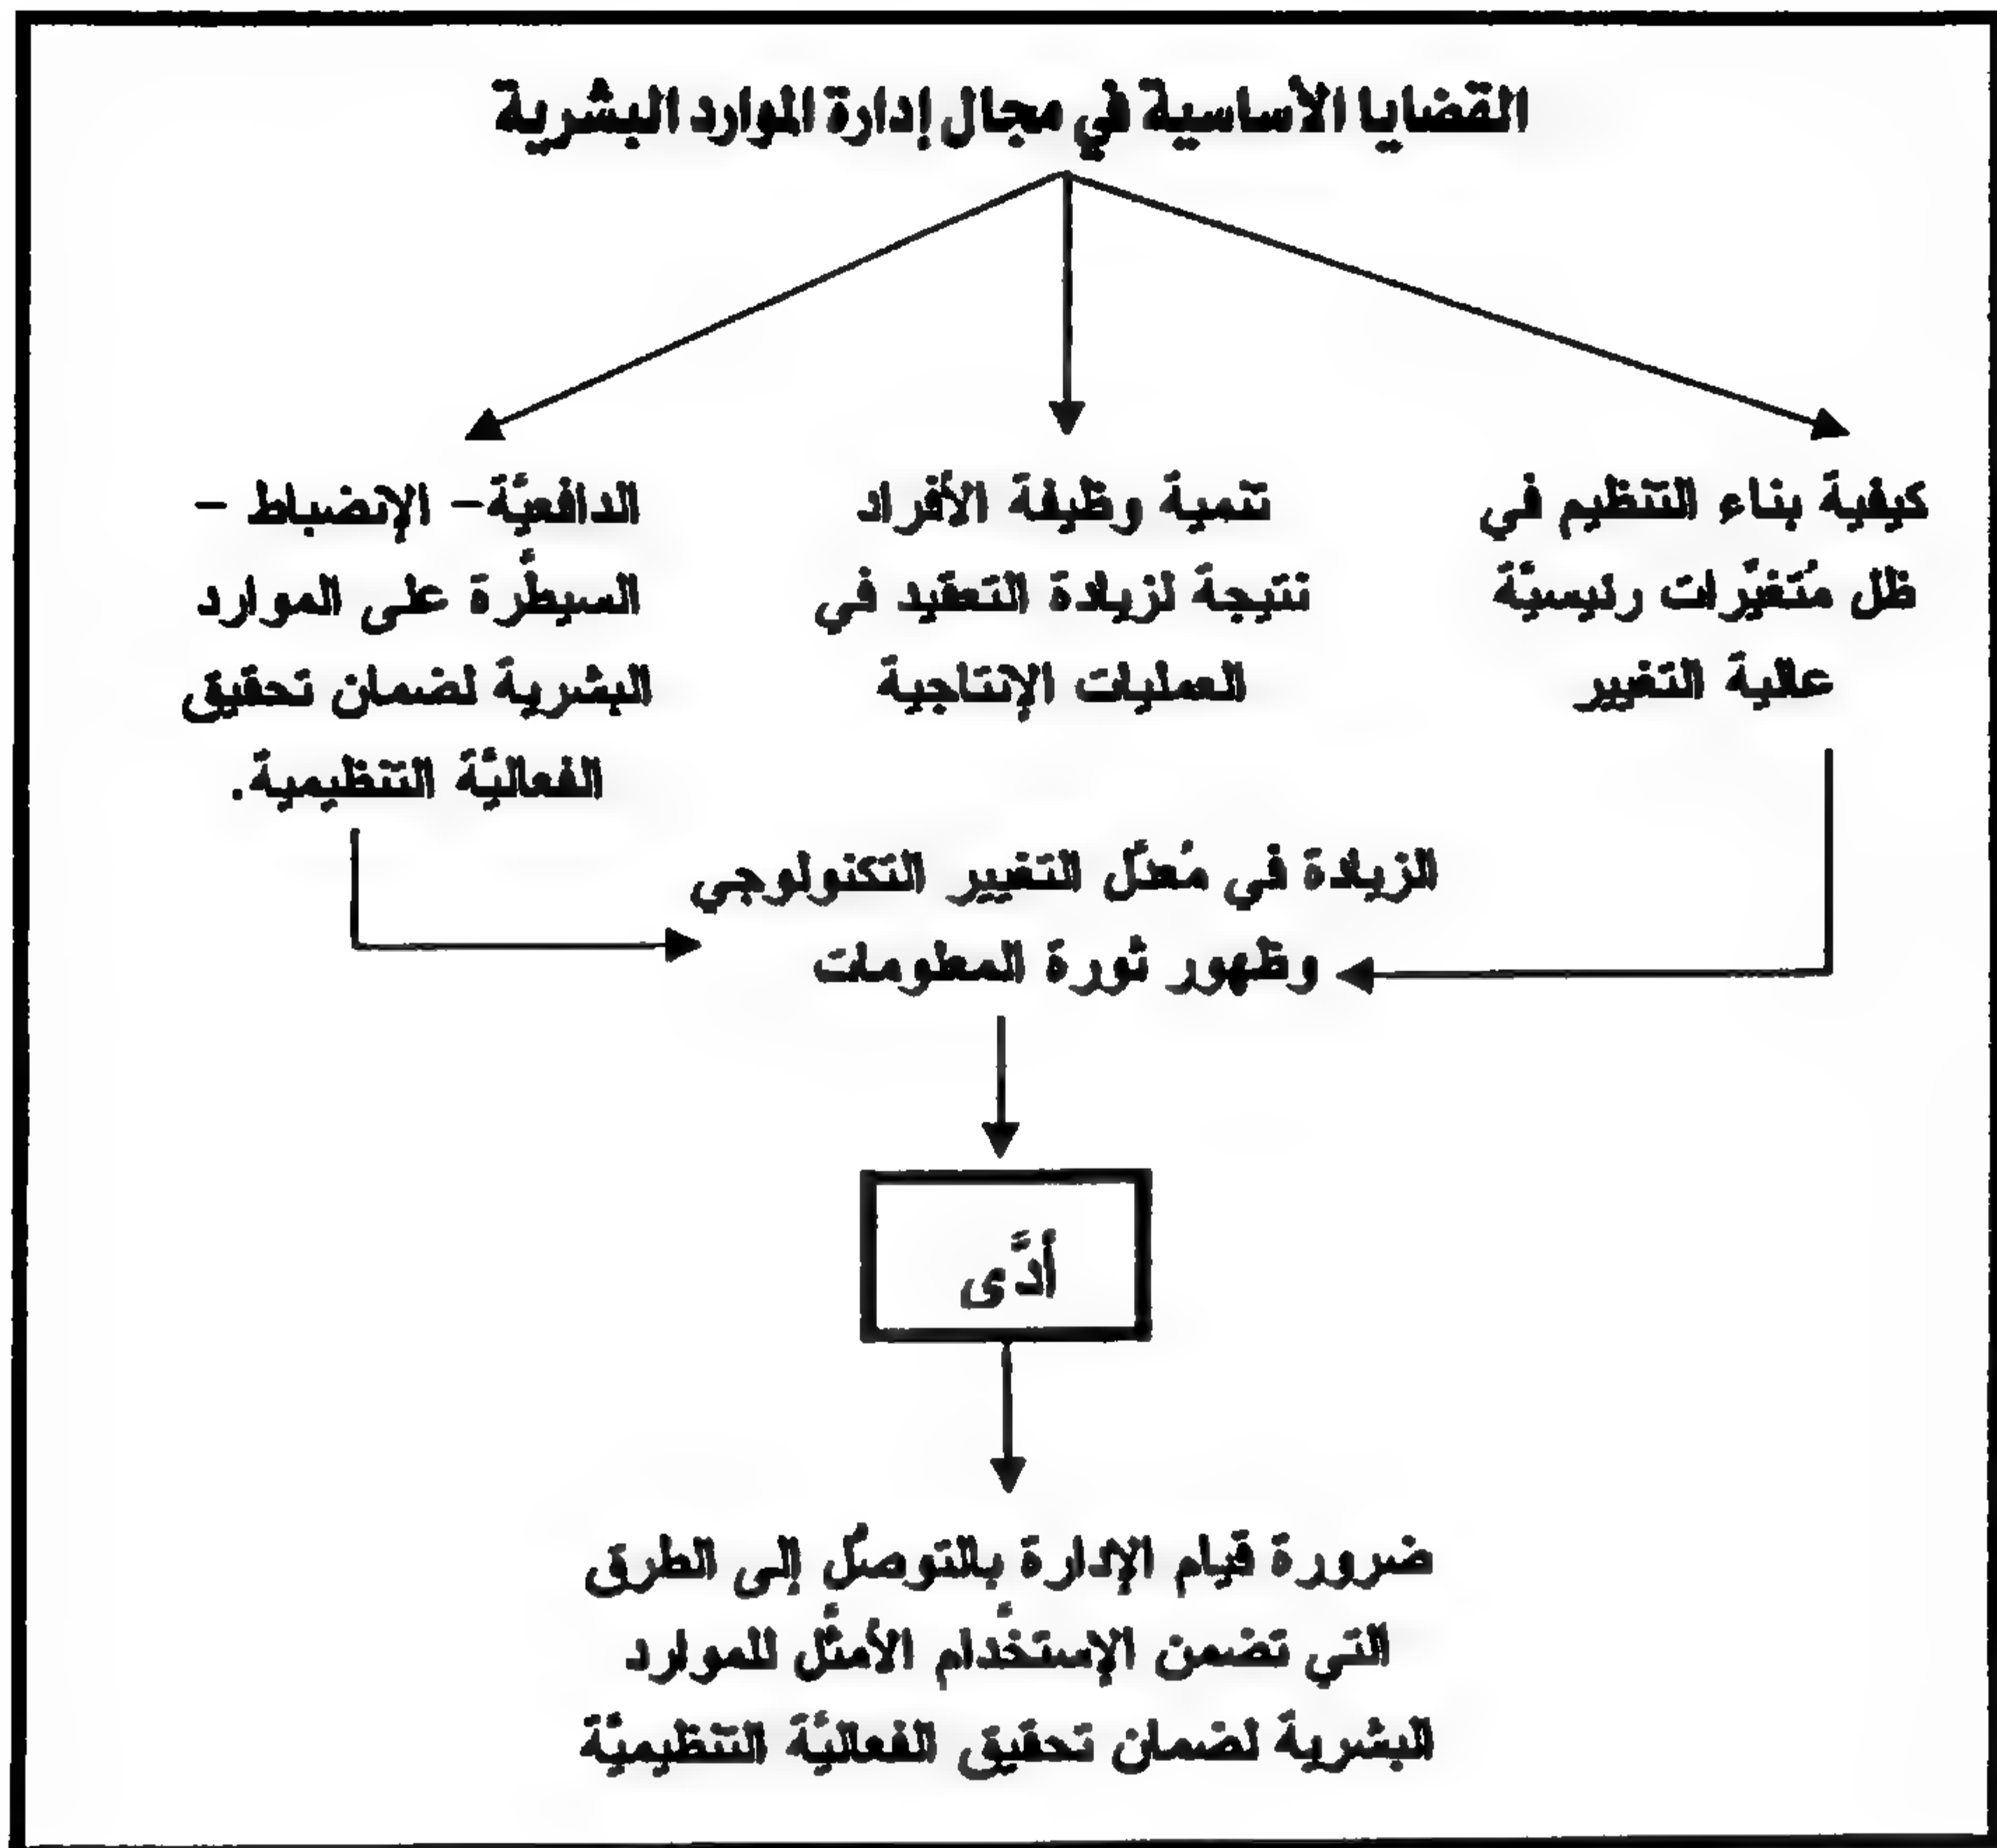 القضايا الأساسية في مجال إدارة الموارد البشرية
كيفية بناء التنظيم في
ظل مُتغيّرات رئيسيّة
عالية التغيير
تنمية وظيفة الأفراد
نتيجة لزيادة التعقيد في
العمليات الإنتاجية
الدافعيّة – الإنضباط –
السيطرة على الموارد
البشرية لضمان تحقيق
الفعاليّة التنظيمية.
الزيادة في مُعدّل التغيير التكنولوجي
وظهور ثورة المعلومات
أدَّى
ضرورة قيام الإدارة بالتوصّل إلى الطرق
التي تضمن الإستخدام الأمثل للموارد
البشرية لضمان تحقيق الفعاليّة التنظيميّة